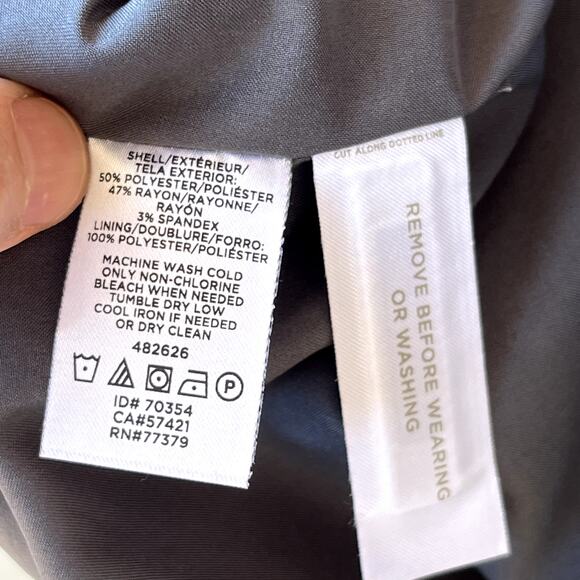 SHELL/EXTÉRIEUR/
TELA EXTERIOR:
50% POLYESTER/POLIÉSTER
47% RAYON/RAYONNE/
RAYÓN
3% SPANDEX
LINING/DOUBLURE/FORRO:
100% POLYESTER/POLIÉSTER
MACHINE WASH COLD
ONLY NON-CHLORINE
BLEACH WHEN NEEDED
TUMBLE DRY LOW
COOL IRON IF NEEDED
OR DRY CLEAN
482626
P
ID# 70354
CA#57421
RN#77379
CUT ALONG DOTTED LINE
REMOVE BEFORE WEARING
OR WASHING